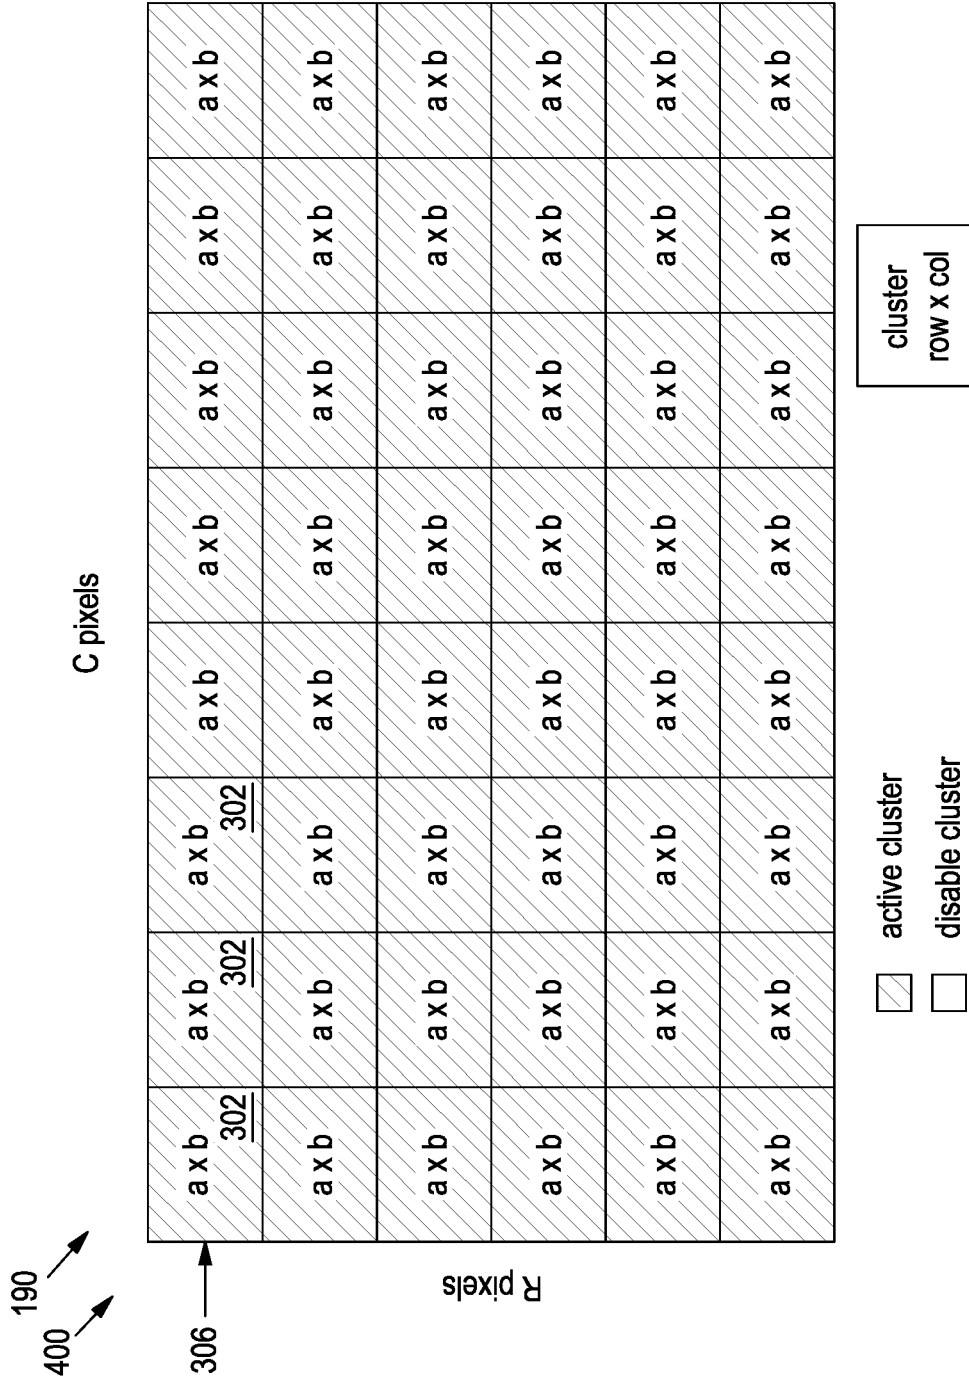 190
400
C pixels
306
a x b a x b a x b a x b a x b a x b a x b a x b
302 302 302
a x b a x b a x b a x b a x b a x b a x b a x b
a x b a x b a x b a x b a x b a x b a x b a x b
R pixels
a x b a x b a x b a x b a x b a x b a x b a x b
a x b a x b a x b a x b a x b a x b a x b a x b
a x b a x b a x b a x b a x b a x b a x b a x b
active cluster
disable cluster
cluster
row x col